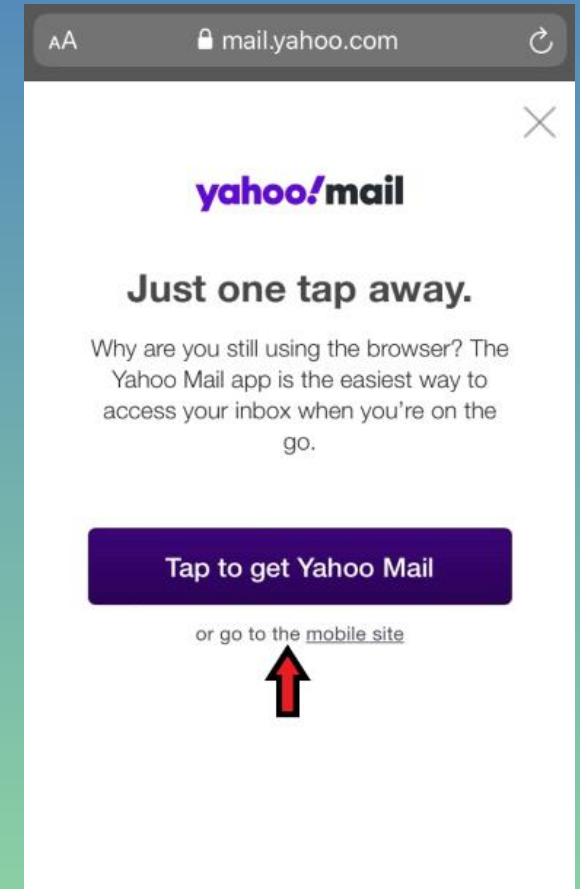 AA mail.yahoo.com
yahoo!mail
Just one tap away.
Why are you still using the browser? The
Yahoo Mail app is the easiest way to
access your inbox when you’re on the
go.
Tap to get Yahoo Mail
or go to the mobile site